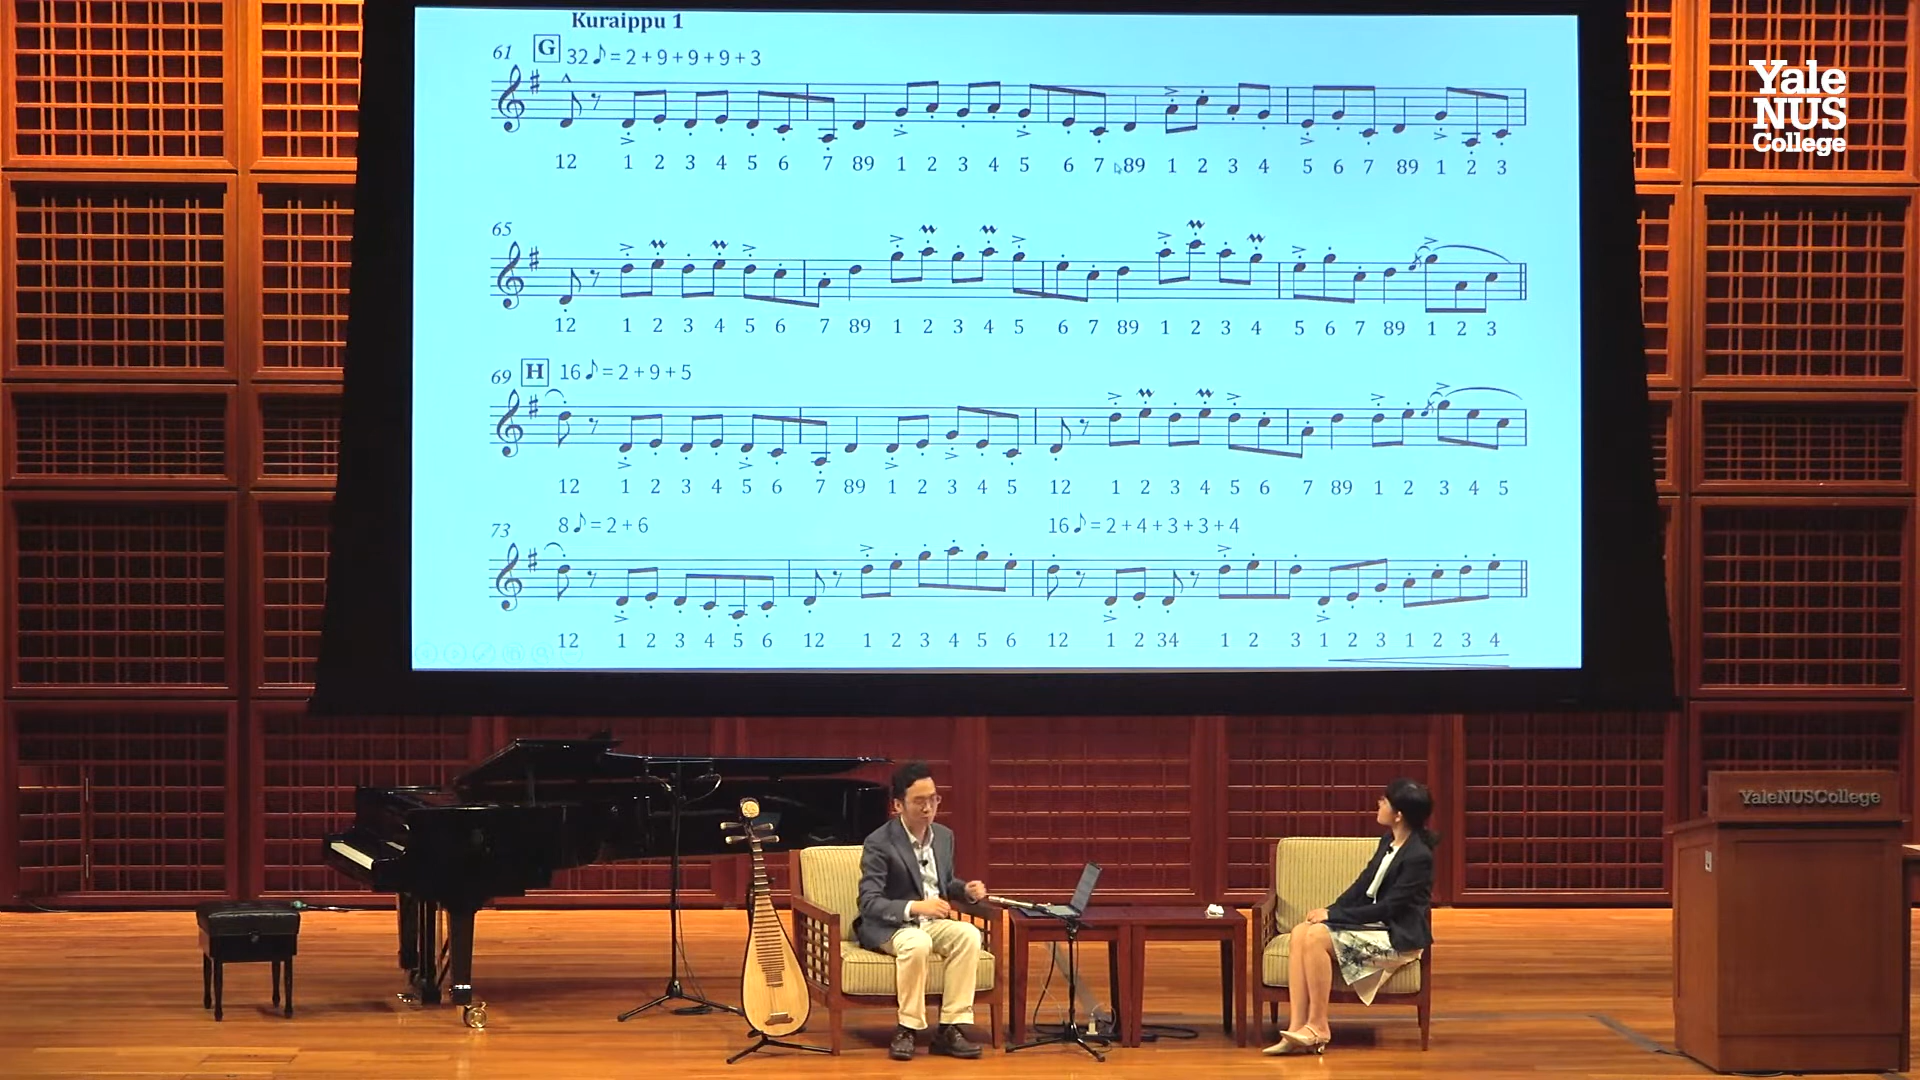 Kuraippu 1
61 G 32♪= 2 + 9 + 9 + 9 + 3
12 1 2 3 4 5 6 7 89 1 2 3 4 5 6 7 89 1 2 3 4 5 6 7 89 1 2 3
65
12 1 2 3 4 5 6 7 89 1 2 3 4 5 6 7 89 1 2 3 4 5 6 7 89 1 2 3
69 H 16♪= 2 + 9 + 5
12 1 2 3 4 5 6 7 89 1 2 3 4 5 12 1 2 3 4 5 6 7 89 1 2 3 4 5
73 8♪= 2 + 6 16♪= 2 + 4 + 3 + 3 + 4
12 1 2 3 4 5 6 12 1 2 3 4 5 6 12 1 2 34 1 2 3 1 2 3 1 2 3 4
Yale
NUS
College
YaleNUSCollege